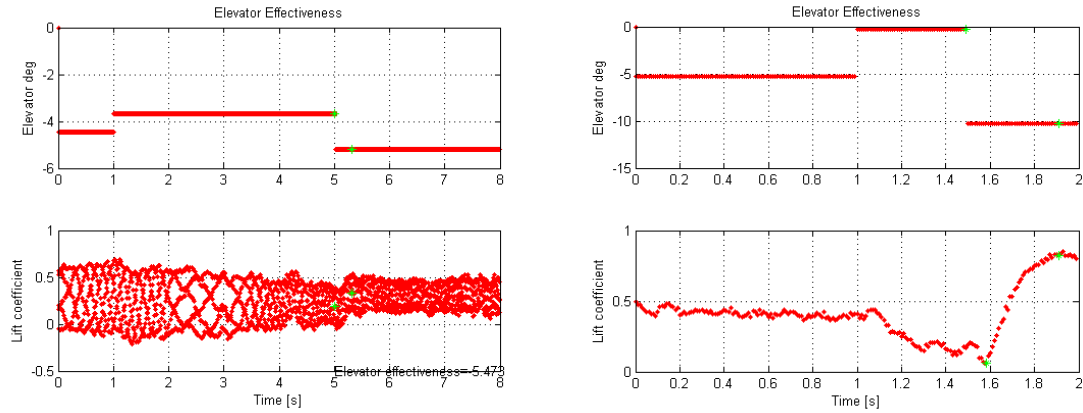 Elevator Effectiveness
Elevator deg
0
-2
-4
-6
0 1 2 3 4 5 6 7 8
Lift coefficient
1
0.5
0
-0.5
Elevator effectiveness=-5.473
0 1 2 3 4 5 6 7 8
Time [s]
Elevator Effectiveness
Elevator deg
0
-5
-10
-15
0 0.2 0.4 0.6 0.8 1 1.2 1.4 1.6 1.8 2
Lift coefficient
1
0.5
0
0 0.2 0.4 0.6 0.8 1 1.2 1.4 1.6 1.8 2
Time [s]